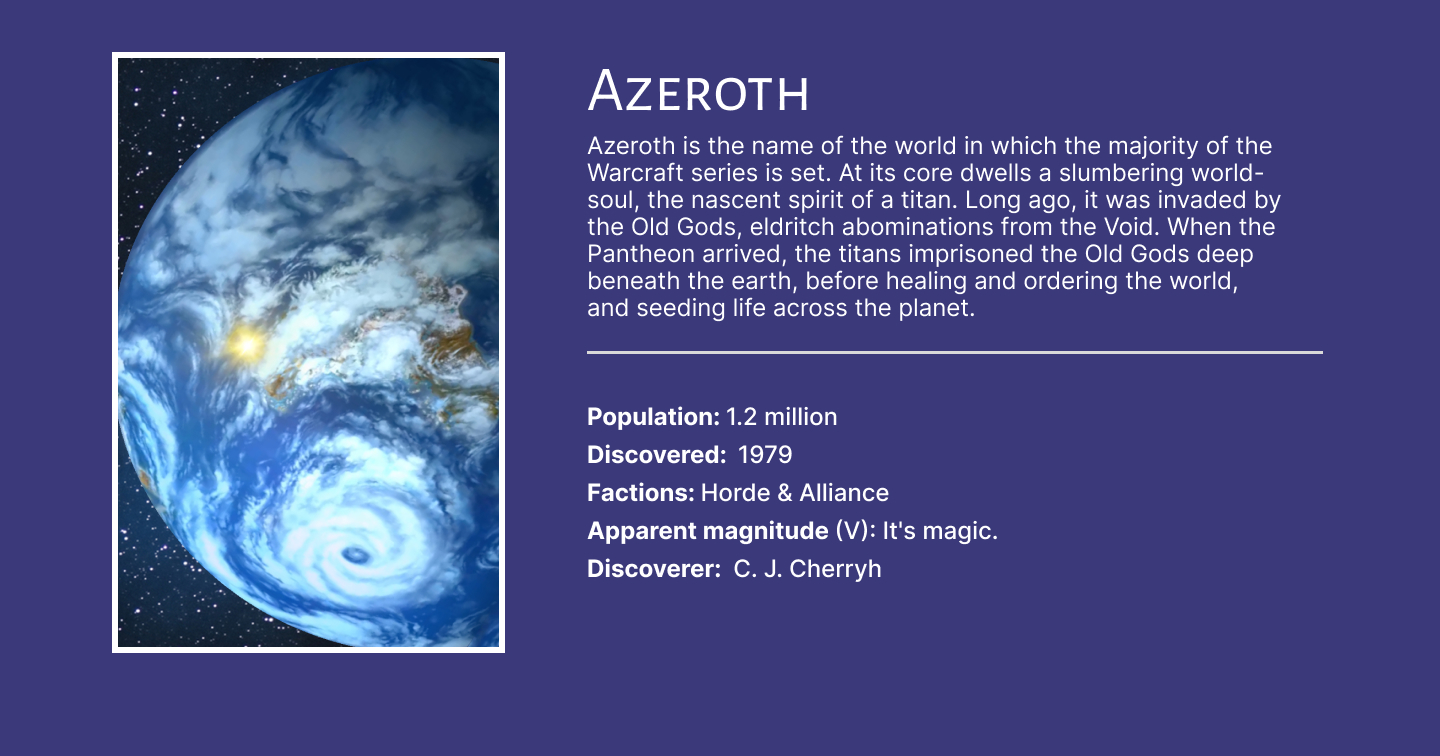 Azeroth
Azeroth is the name of the world in which the majority of the
Warcraft series is set. At its core dwells a slumbering world-
soul, the nascent spirit of a titan. Long ago, it was invaded by
the Old Gods, eldritch abominations from the Void. When the
Pantheon arrived, the titans imprisoned the Old Gods deep
beneath the earth, before healing and ordering the world,
and seeding life across the planet.
Population: 1.2 million
Discovered: 1979
Factions: Horde & Alliance
Apparent magnitude (V): It's magic.
Discoverer: C. J. Cherryh